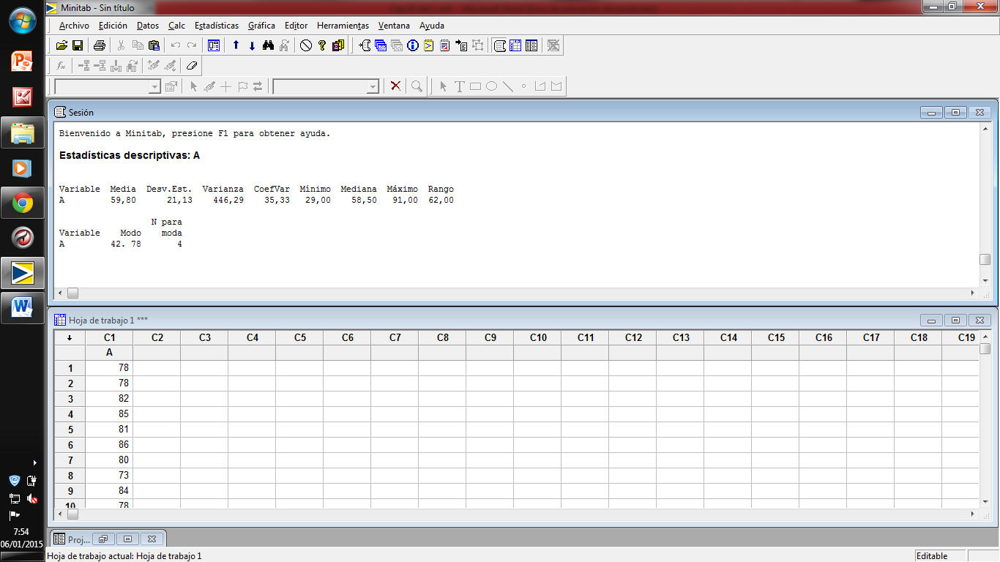 Minitab - Sin título
Archivo Edición Datos Calc Estadísticas Gráfica Editor Herramientas Ventana Ayuda
Sesión
Bienvenido a Minitab, presione F1 para obtener ayuda.
Estadísticas descriptivas: A
Variable Media Desv.Est. Varianza CoefVar Mínimo Mediana Máximo Rango
A 59,80 21,13 446,29 35,33 29,00 58,50 91,00 62,00
N para
Variable Modo moda
A 42. 78 4
Hoja de trabajo 1 ***
C1 C2 C3 C4 C5 C6 C7 C8 C9 C10 C11 C12 C13 C14 C15 C16 C17 C18 C19
A
1 78
2 78
3 82
4 85
5 81
6 86
7 80
8 73
9 84
10 78
Proj...
7:54
06/01/2015
Hoja de trabajo actual: Hoja de trabajo 1
Editable